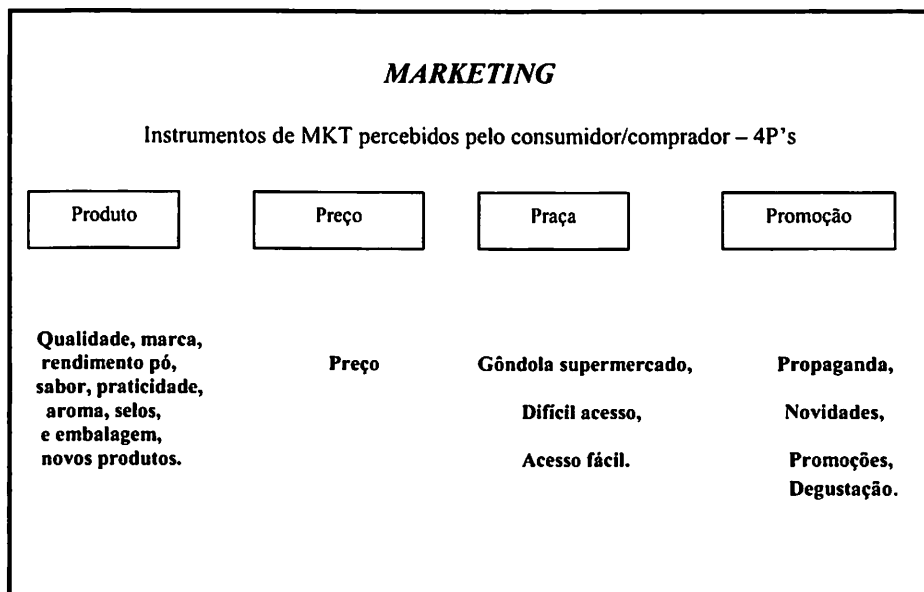 MARKETING
Instrumentos de MKT percebidos pelo consumidor/comprador – 4P's
Produto
Preço
Praça
Promoção
Qualidade, marca,
rendimento pó,
sabor, praticidade,
aroma, selos,
e embalagem,
novos produtos.
Preço
Gôndola supermercado,
Difícil acesso,
Acesso fácil.
Propaganda,
Novidades,
Promoções,
Degustação.